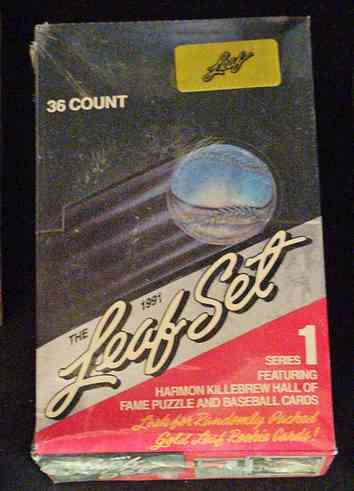 Leaf
36 COUNT
THE 1991
Leaf Set
SERIES 1
FEATURING
HARMON KILLEBREW HALL OF
FAME PUZZLE AND BASEBALL CARDS
Look for Randomly Packed
Gold Leaf Rookie Cards!